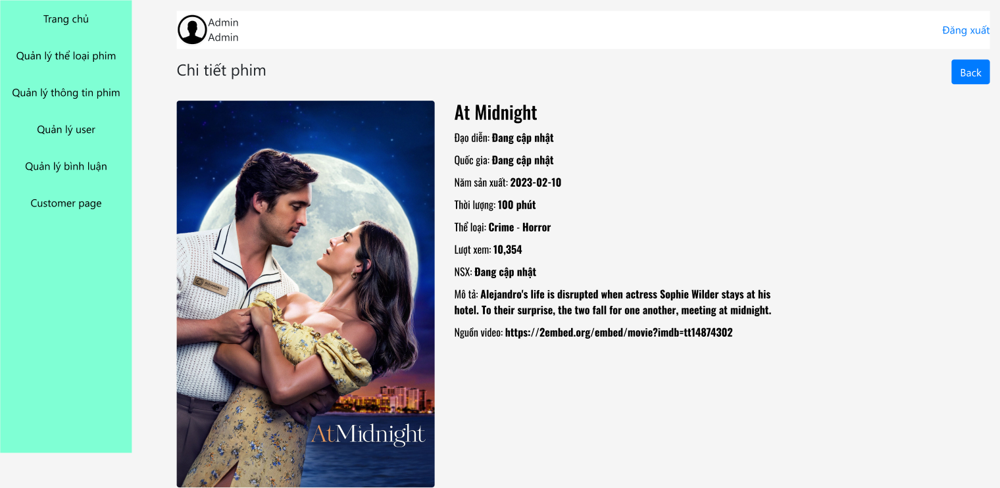 Trang chủ
Quản lý thể loại phim
Quản lý thông tin phim
Quản lý user
Quản lý bình luận
Customer page
Admin
Admin
Đăng xuất
Chi tiết phim
Back
ALEJANDRO
AtMidnight
At Midnight
Đạo diễn: Đang cập nhật
Quốc gia: Đang cập nhật
Năm sản xuất: 2023-02-10
Thời lượng: 100 phút
Thể loại: Crime - Horror
Lượt xem: 10,354
NSX: Đang cập nhật
Mô tả: Alejandro's life is disrupted when actress Sophie Wilder stays at his
hotel. To their surprise, the two fall for one another, meeting at midnight.
Nguồn video: https://2embed.org/embed/movie?imdb=tt14874302